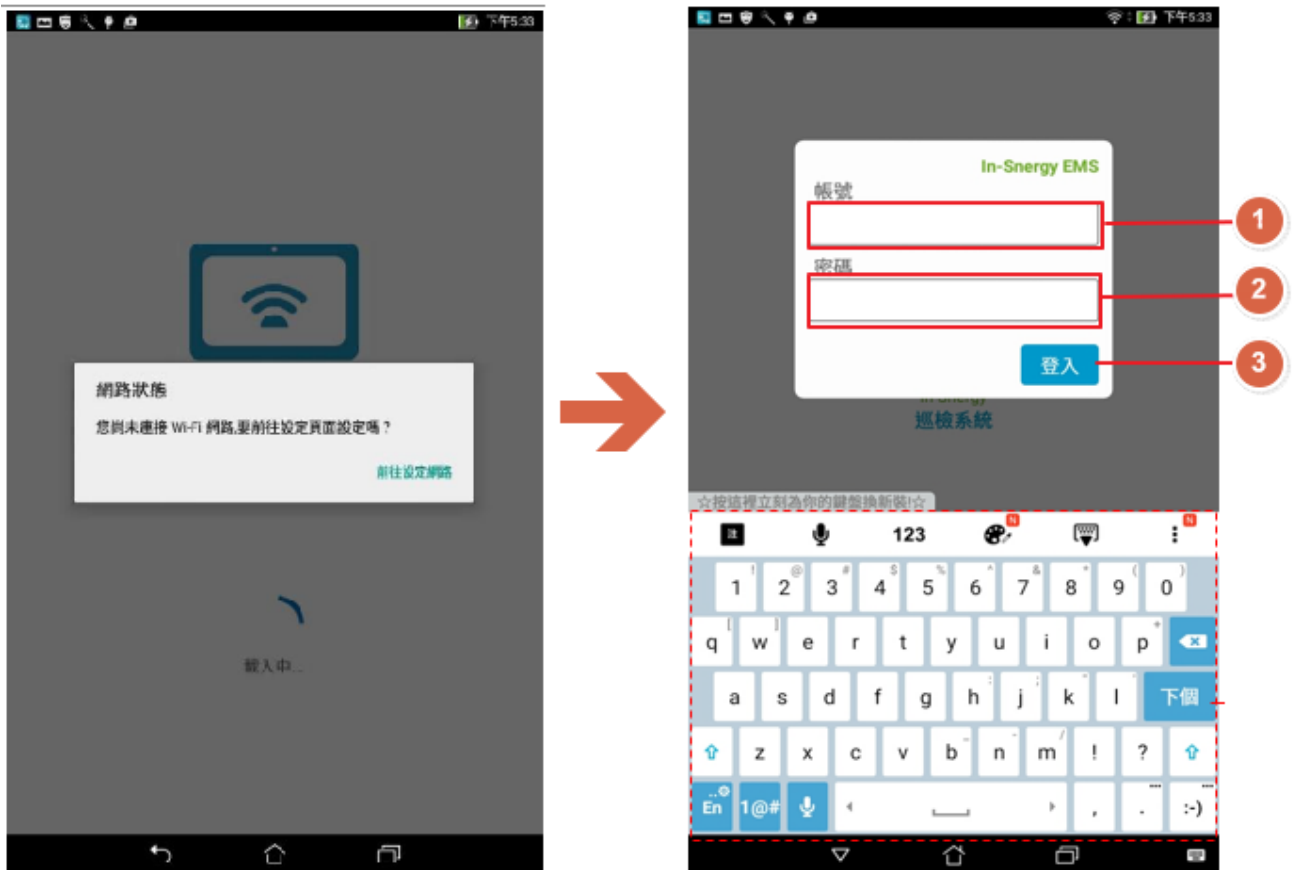 下午5:33
網路狀態
您尚未連接 Wi-Fi 網路,要前往設定頁面設定嗎？
前往設定網路
載入中...
下午5:33
In-Snergy EMS
帳號
1
密碼
2
登入
3
In-Snergy
巡檢系統
☆按這裡立刻為你的鍵盤換新裝!☆
注 123 N N
1 ! 2 @ 3 # 4 $ 5 % 6 ^ 7 & 8 * 9 ( 0 )
q [ w ] e r t y u i o p +
a s d f g h : j ; k " l ' 下個
z x c v b _ n - m / ! ?
En 1@# , . :-)